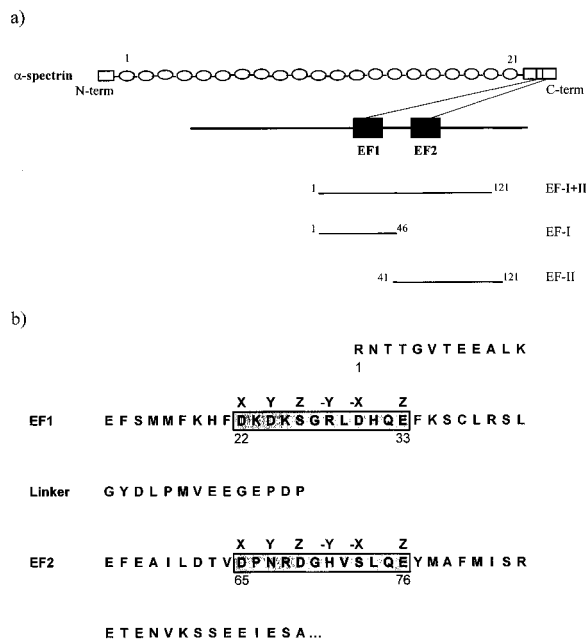 a)
1 21
α-spectrin
N-term C-term
EF1 EF2
1 121 EF-I+II
1 46 EF-I
41 121 EF-II
b)
R N T T G V T E E A L K
1
X Y Z -Y -X Z
EF1 E F S M M F K H F D K D K S G R L D H Q E F K S C L R S L
22 33
Linker G Y D L P M V E E G E P D P
X Y Z -Y -X Z
EF2 E F E A I L D T V D P N R D G H V S L Q E Y M A F M I S R
65 76
E T E N V K S S E E I E S A ...